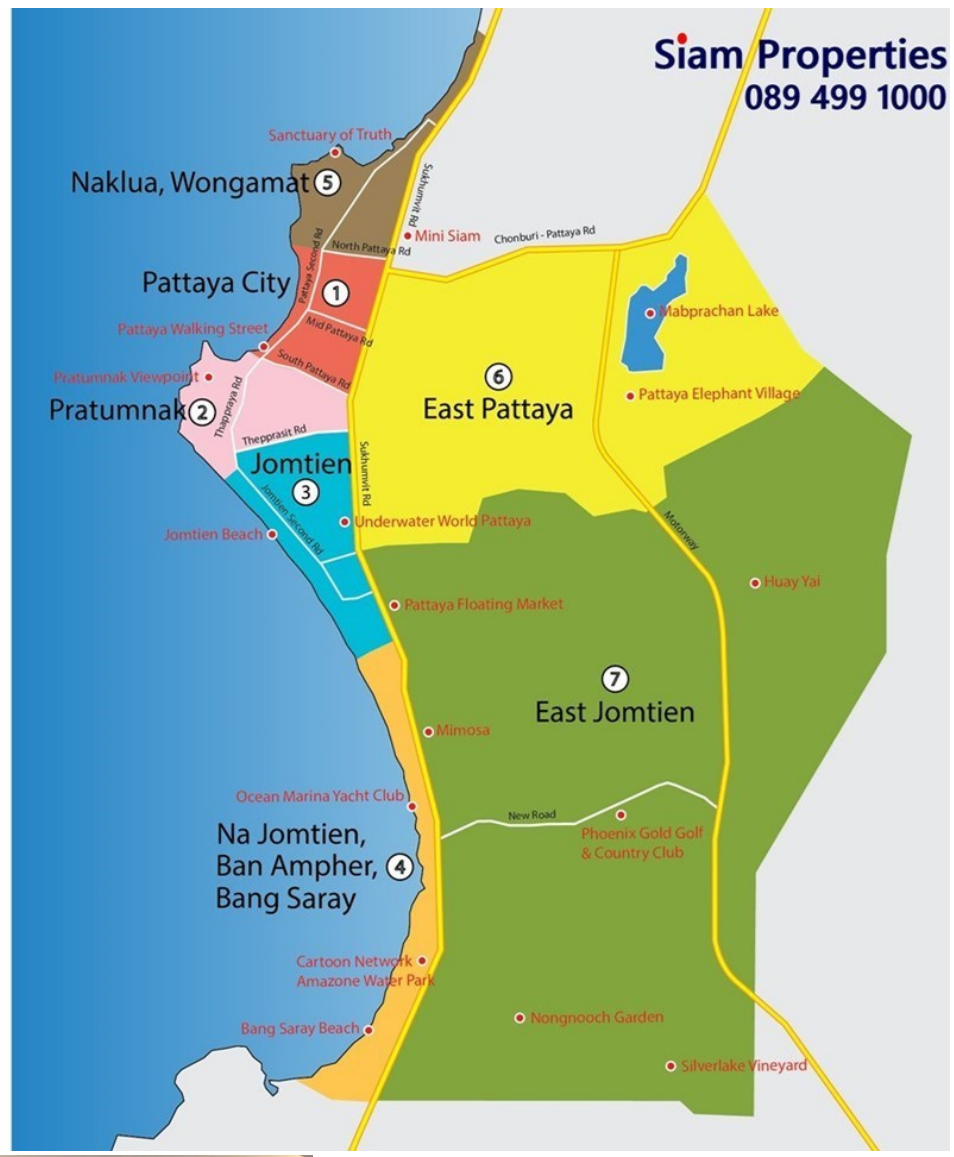 Siam Properties
089 499 1000
Sanctuary of Truth
Naklua, Wongamat 5
Sukhumvit Rd
Mini Siam
Chonburi - Pattaya Rd
North Pattaya Rd
Pattaya Second Rd
Pattaya City
1
Mabprachan Lake
Mid Pattaya Rd
Pattaya Walking Street
South Pattaya Rd
Pratumnak Viewpoint
6
East Pattaya
Pattaya Elephant Village
Pratumnak 2
Thappraya Rd
Thepprasit Rd
Jomtien
3
Sukhumvit Rd
Jomtien Second Rd
Underwater World Pattaya
Jomtien Beach
Motorway
Huay Yai
Pattaya Floating Market
7
East Jomtien
Mimosa
Ocean Marina Yacht Club
New Road
Phoenix Gold Golf
& Country Club
Na Jomtien,
Ban Ampher, 4
Bang Saray
Cartoon Network
Amazone Water Park
Nongnooch Garden
Bang Saray Beach
Silverlake Vineyard